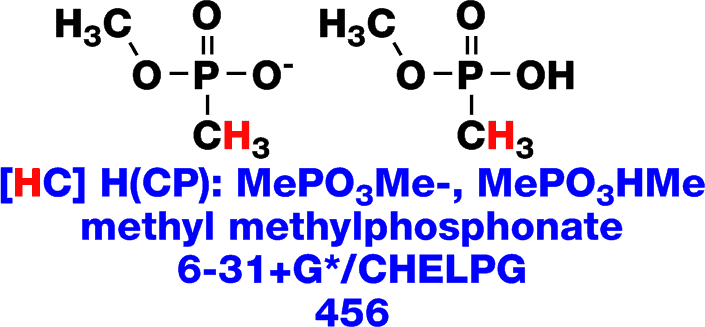 H₃C O H₃C O
O–P–O⁻ O–P–OH
CH₃ CH₃
[HC] H(CP): MePO₃Me-, MePO₃HMe
methyl methylphosphonate
6-31+G*/CHELPG
456